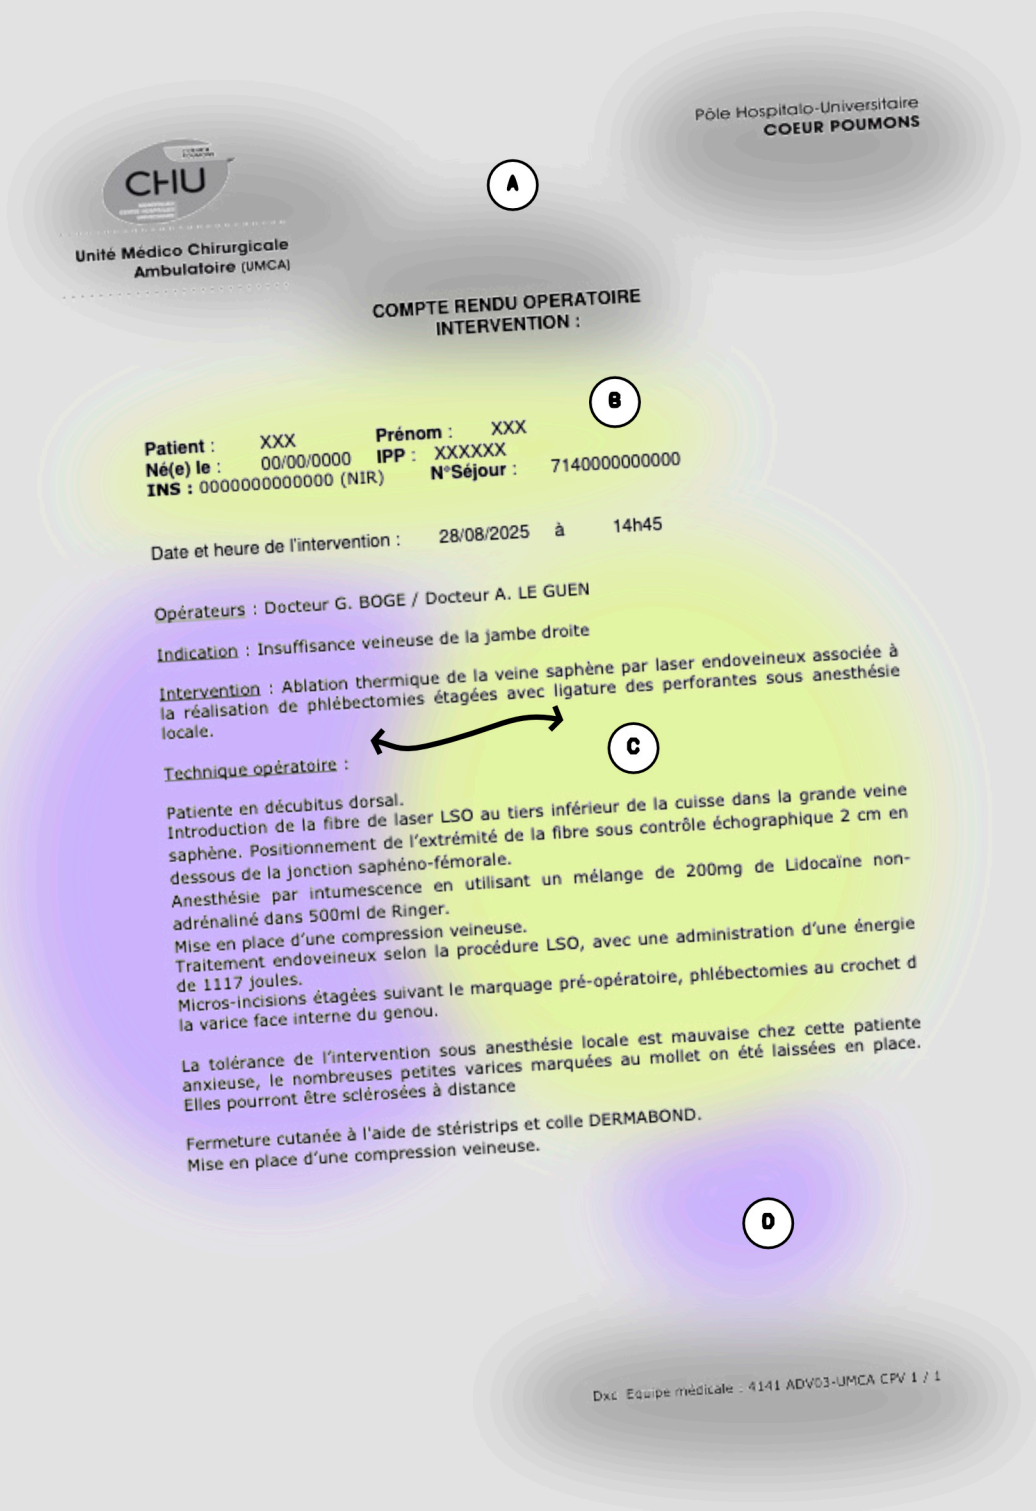 Pôle Hospitalo-Universitaire
COEUR POUMONS
CHU
Unité Médico Chirurgicale
Ambulatoire (UMCA)
A
COMPTE RENDU OPERATOIRE
INTERVENTION :
B
Patient : XXX Prénom : XXX
Né(e) le : 00/00/0000 IPP : XXXXXX
INS : 0000000000000 (NIR) N°Séjour : 7140000000000
Date et heure de l'intervention : 28/08/2025 à 14h45
Opérateurs : Docteur G. BOGE / Docteur A. LE GUEN
Indication : Insuffisance veineuse de la jambe droite
Intervention : Ablation thermique de la veine saphène par laser endoveineux associée à
la réalisation de phlébectomies étagées avec ligature des perforantes sous anesthésie
locale.
C
Technique opératoire :
Patiente en décubitus dorsal.
Introduction de la fibre de laser LSO au tiers inférieur de la cuisse dans la grande veine
saphène. Positionnement de l'extrémité de la fibre sous contrôle échographique 2 cm en
dessous de la jonction saphéno-fémorale.
Anesthésie par intumescence en utilisant un mélange de 200mg de Lidocaïne non-
adrénaliné dans 500ml de Ringer.
Mise en place d'une compression veineuse.
Traitement endoveineux selon la procédure LSO, avec une administration d'une énergie
de 1117 joules.
Micros-incisions étagées suivant le marquage pré-opératoire, phlébectomies au crochet d
la varice face interne du genou.
La tolérance de l'intervention sous anesthésie locale est mauvaise chez cette patiente
anxieuse, le nombreuses petites varices marquées au mollet on été laissées en place.
Elles pourront être sclérosées à distance
Fermeture cutanée à l'aide de stéristrips et colle DERMABOND.
Mise en place d'une compression veineuse.
D
Equipe médicale : 4141 ADV03-UMCA CPV 1 / 1